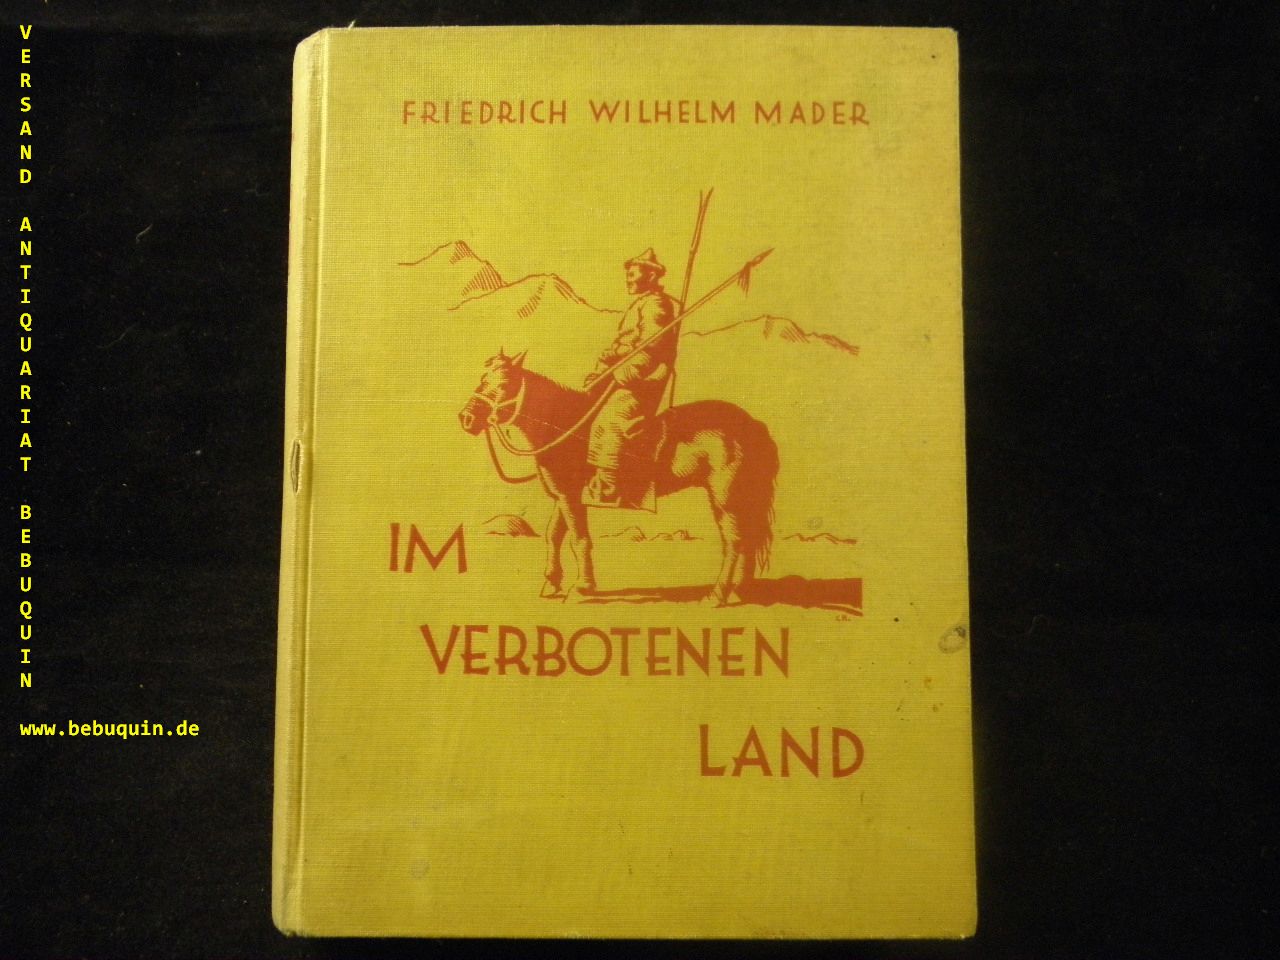 VERSAND ANTIQUARIAT BEBUQUIN
www.bebuquin.de
FRIEDRICH WILHELM MADER
IM
VERBOTENEN
LAND